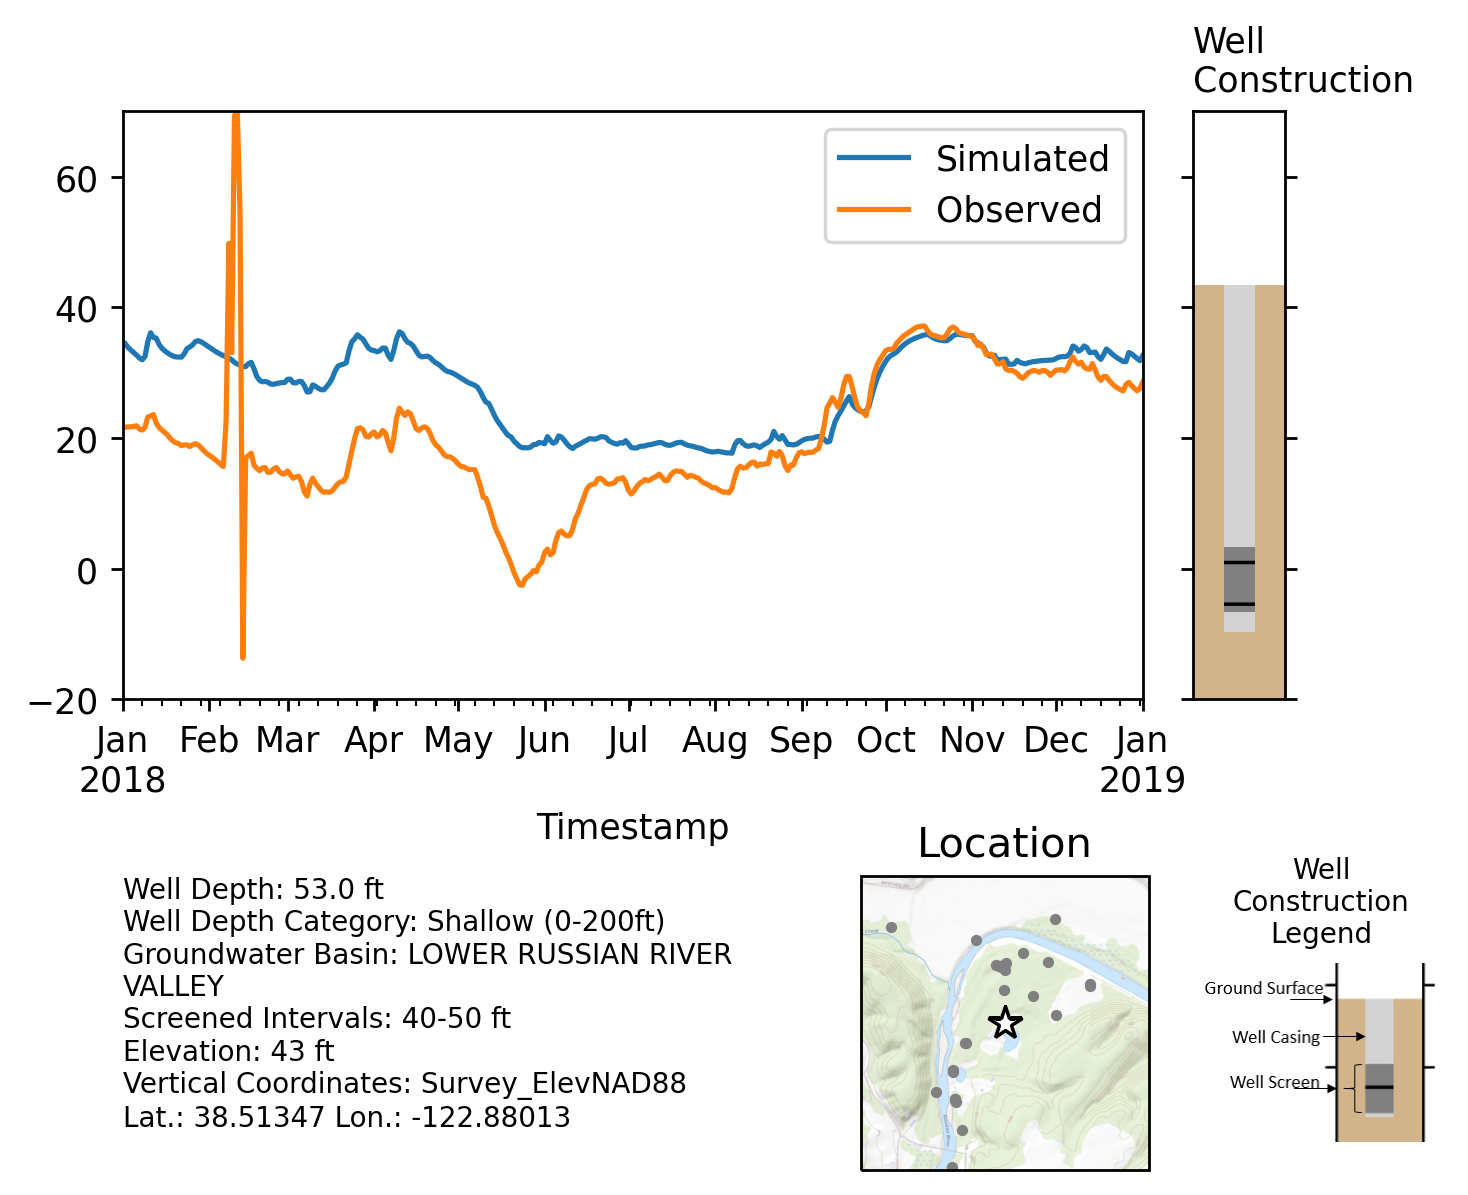 Well
Construction
Simulated
Observed
60
40
20
0
−20
Jan Feb Mar Apr May Jun Jul Aug Sep Oct Nov Dec Jan
2018 2019
Timestamp
Well Depth: 53.0 ft
Well Depth Category: Shallow (0-200ft)
Groundwater Basin: LOWER RUSSIAN RIVER
VALLEY
Screened Intervals: 40-50 ft
Elevation: 43 ft
Vertical Coordinates: Survey_ElevNAD88
Lat.: 38.51347 Lon.: -122.88013
Location
Well
Construction
Legend
Ground Surface
Well Casing
Well Screen